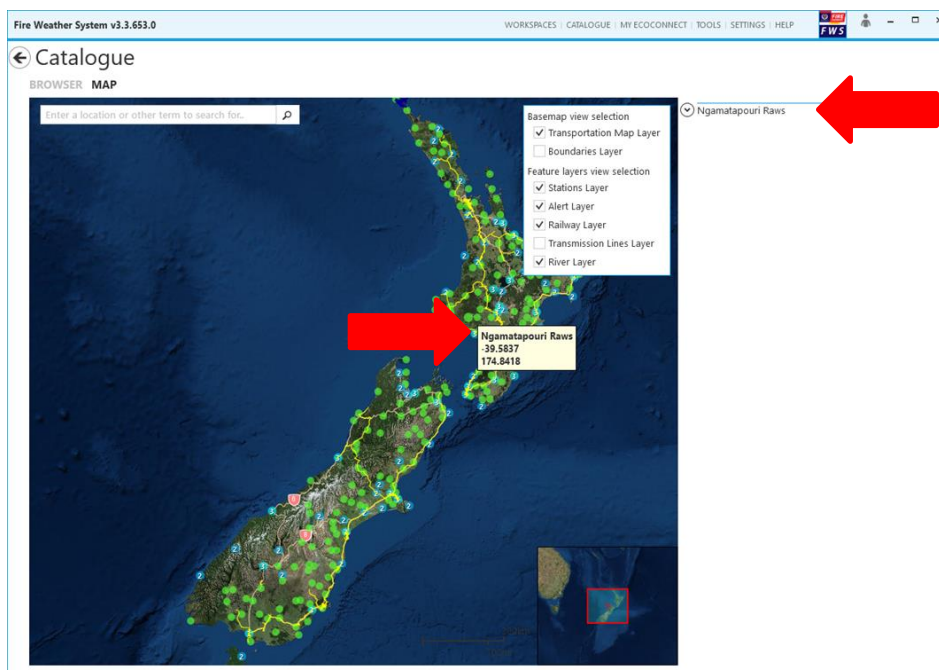 Fire Weather System v3.3.653.0
WORKSPACES | CATALOGUE | MY ECOCONNECT | TOOLS | SETTINGS | HELP
FIRE
FWS
Catalogue
BROWSER MAP
Enter a location or other term to search for..
Basemap view selection
Transportation Map Layer
Boundaries Layer
Feature layers view selection
Stations Layer
Alert Layer
Railway Layer
Transmission Lines Layer
River Layer
Ngamatapouri Raws
Ngamatapouri Raws
-39.5837
174.8418